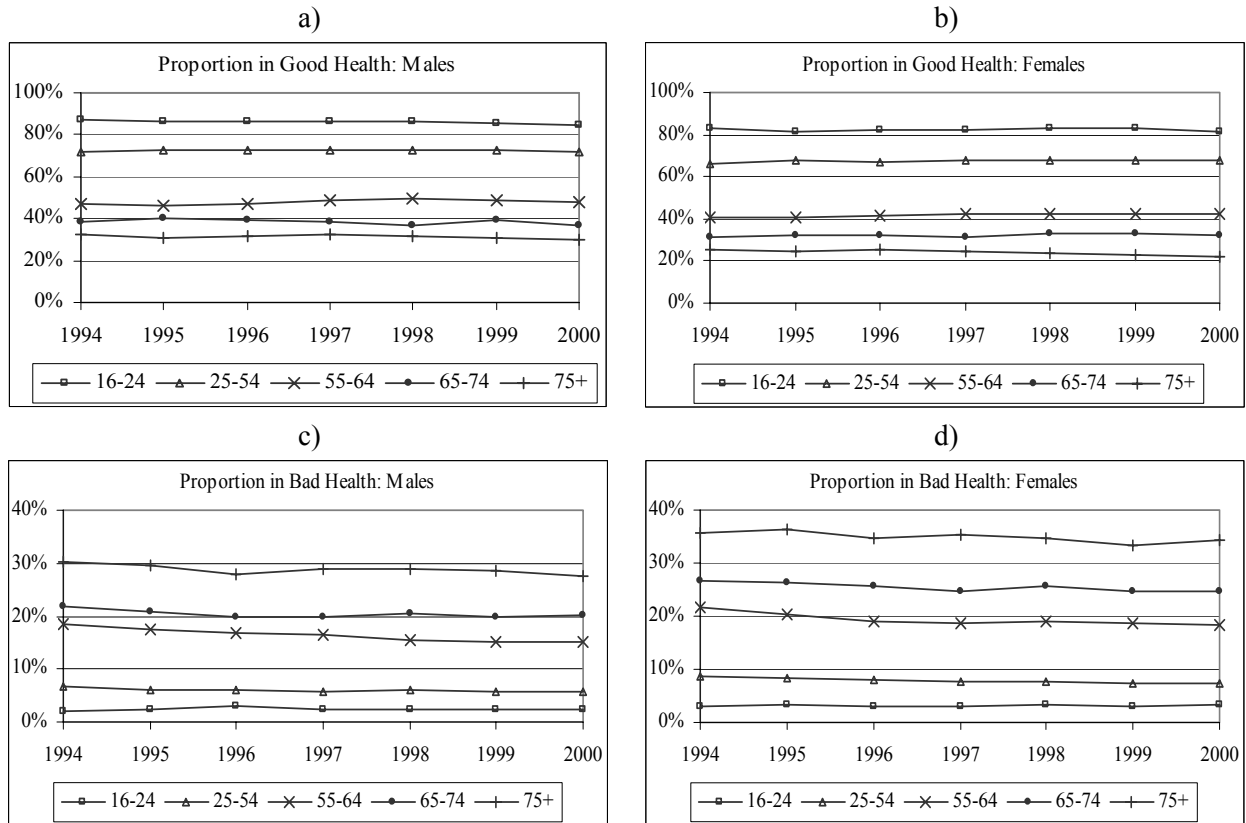 a)
Proportion in Good Health: Males
100%
80%
60%
40%
20%
0%
1994 1995 1996 1997 1998 1999 2000
16-24 25-54 55-64 65-74 75+
b)
Proportion in Good Health: Females
100%
80%
60%
40%
20%
0%
1994 1995 1996 1997 1998 1999 2000
16-24 25-54 55-64 65-74 75+
c)
Proportion in Bad Health: Males
40%
30%
20%
10%
0%
1994 1995 1996 1997 1998 1999 2000
16-24 25-54 55-64 65-74 75+
d)
Proportion in Bad Health: Females
40%
30%
20%
10%
0%
1994 1995 1996 1997 1998 1999 2000
16-24 25-54 55-64 65-74 75+